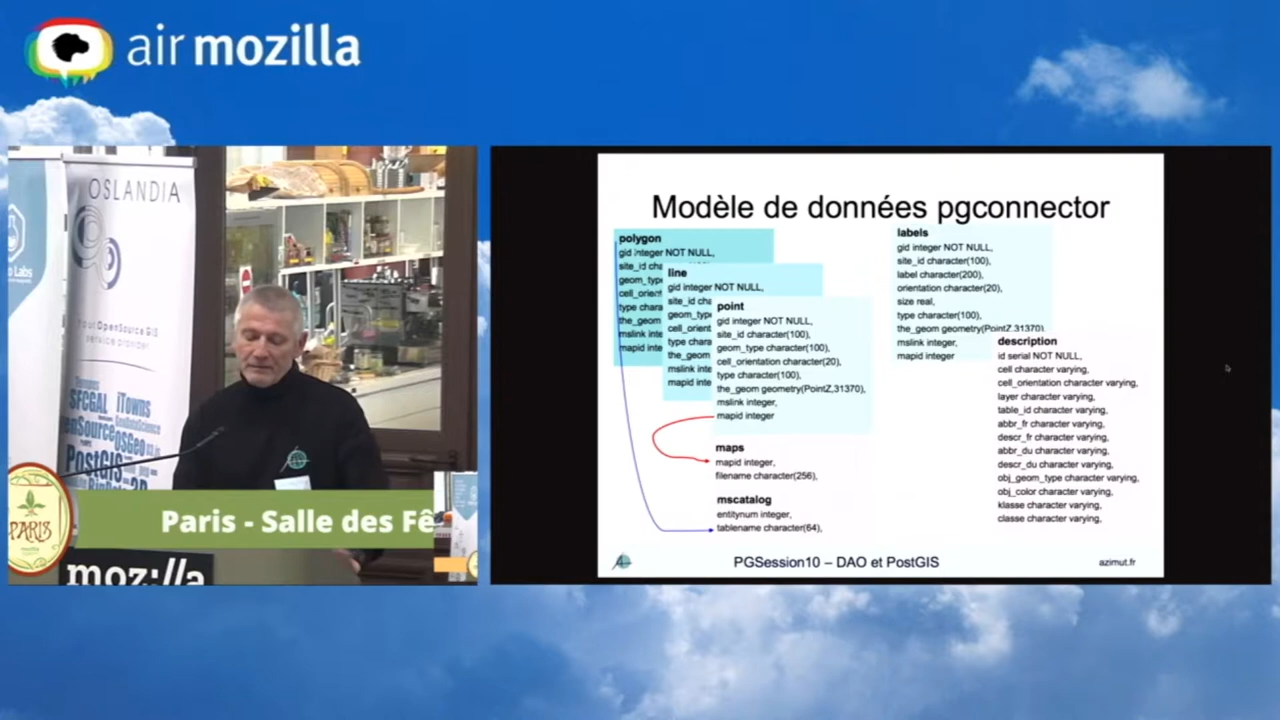 air mozilla
OSLANDIA
Your OpenSource GIS
service provider
o Labs
SFCGAL iTowns
enSourceOSGeo
PostGIS
PARIS
Paris - Salle des Fê
moz://a
Modèle de données pgconnector
polygon
gid integer NOT NULL,
site_id cha
geom_type
cell_orient
type chara
the_geom
mslink inte
mapid inte
line
gid integer NOT NULL,
site_id cha
geom_typ
cell_orient
type chara
the_geom
mslink inte
mapid inte
point
gid integer NOT NULL,
site_id character(100),
geom_type character(100),
cell_orientation character(20),
type character(100),
the_geom geometry(PointZ,31370),
mslink integer,
mapid integer
maps
mapid integer,
filename character(256),
mscatalog
entitynum integer,
tablename character(64),
labels
gid integer NOT NULL,
site_id character(100),
label character(200),
orientation character(20),
size real,
type character(100),
the_geom geometry(PointZ,31370)
mslink integer,
mapid integer
description
id serial NOT NULL,
cell character varying,
cell_orientation character varying,
layer character varying,
table_id character varying,
abbr_fr character varying,
descr_fr character varying,
abbr_du character varying,
descr_du character varying,
obj_geom_type character varying,
obj_color character varying,
klasse character varying,
classe character varying,
PGSession10 – DAO et PostGIS
azimut.fr